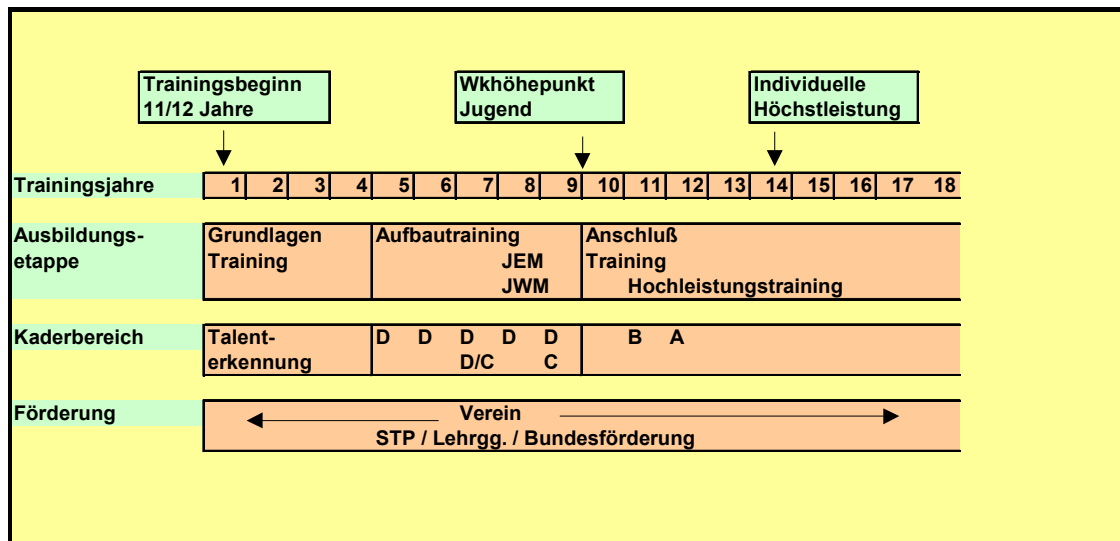 Trainingsbeginn
11/12 Jahre
Wkhöhepunkt
Jugend
Individuelle
Höchstleistung
Trainingsjahre 1 2 3 4 5 6 7 8 9 10 11 12 13 14 15 16 17 18
Ausbildungs-
etappe
Grundlagen
Training
Aufbautraining
JEM
JWM
Anschluß
Training
Hochleistungstraining
Kaderbereich
Talent-
erkennung
D D D D D B A
D/C C
Förderung
Verein
STP / Lehrgg. / Bundesförderung